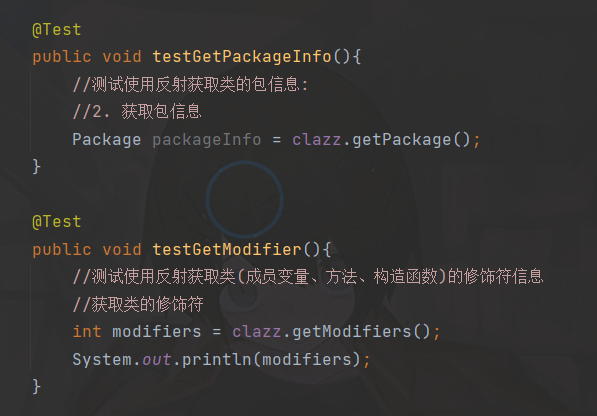 @Test
public void testGetPackageInfo(){
//测试使用反射获取类的包信息:
//2. 获取包信息
Package packageInfo = clazz.getPackage();
}
@Test
public void testGetModifier(){
//测试使用反射获取类(成员变量、方法、构造函数)的修饰符信息
//获取类的修饰符
int modifiers = clazz.getModifiers();
System.out.println(modifiers);
}